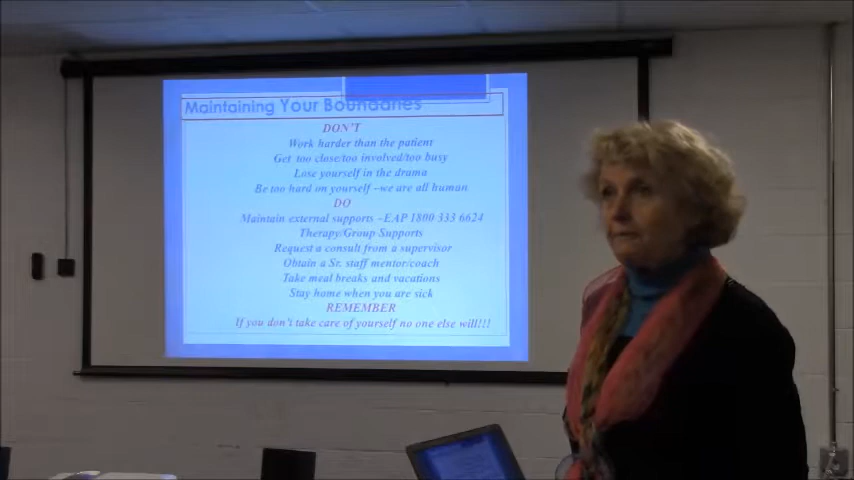 Maintaining Your Boundaries
DON'T
Work harder than the patient
Get too close/too involved/too busy
Lose yourself in the drama
Be too hard on yourself –we are all human
DO
Maintain external supports –EAP 1800 333 6624
Therapy/Group Supports
Request a consult from a supervisor
Obtain a Sr. staff mentor/coach
Take meal breaks and vacations
Stay home when you are sick
REMEMBER
If you don't take care of yourself no one else will!!!